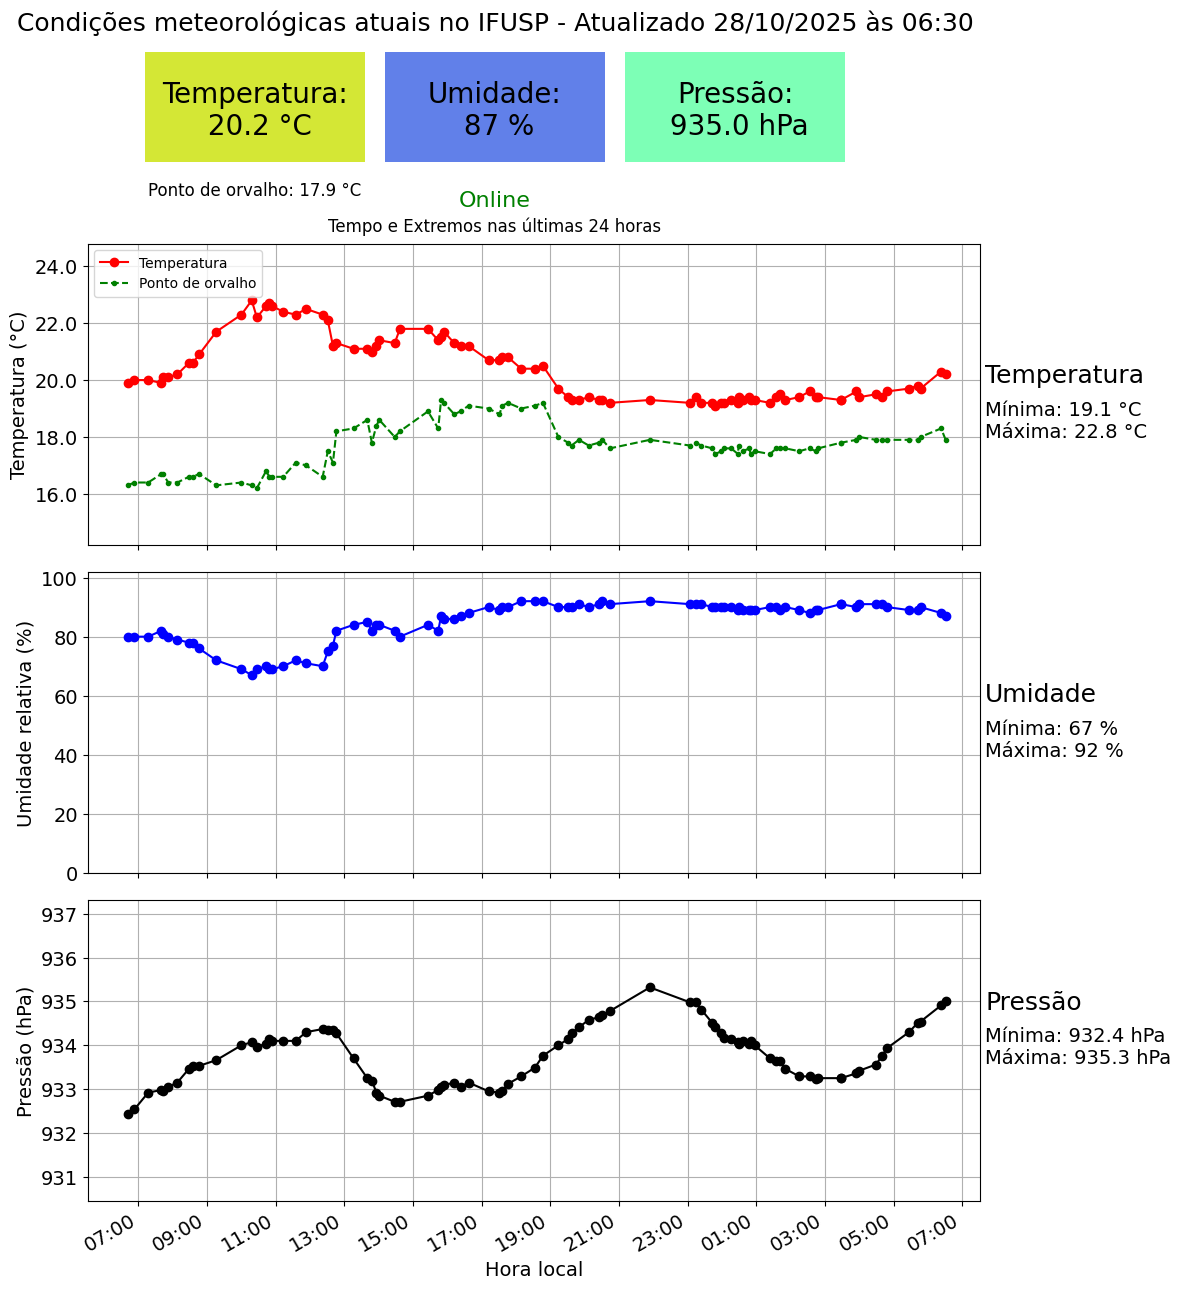 Condições meteorológicas atuais no IFUSP - Atualizado 28/10/2025 às 06:30
Temperatura:
20.2 °C
Umidade:
87 %
Pressão:
935.0 hPa
Ponto de orvalho: 17.9 °C
Online
Tempo e Extremos nas últimas 24 horas
Temperatura
Ponto de orvalho
Temperatura (°C)
24.0
22.0
20.0
18.0
16.0
Temperatura
Mínima: 19.1 °C
Máxima: 22.8 °C
Umidade relativa (%)
100
80
60
40
20
0
Umidade
Mínima: 67 %
Máxima: 92 %
Pressão (hPa)
937
936
935
934
933
932
931
Pressão
Mínima: 932.4 hPa
Máxima: 935.3 hPa
07:00
09:00
11:00
13:00
15:00
17:00
19:00
21:00
23:00
01:00
03:00
05:00
07:00
Hora local